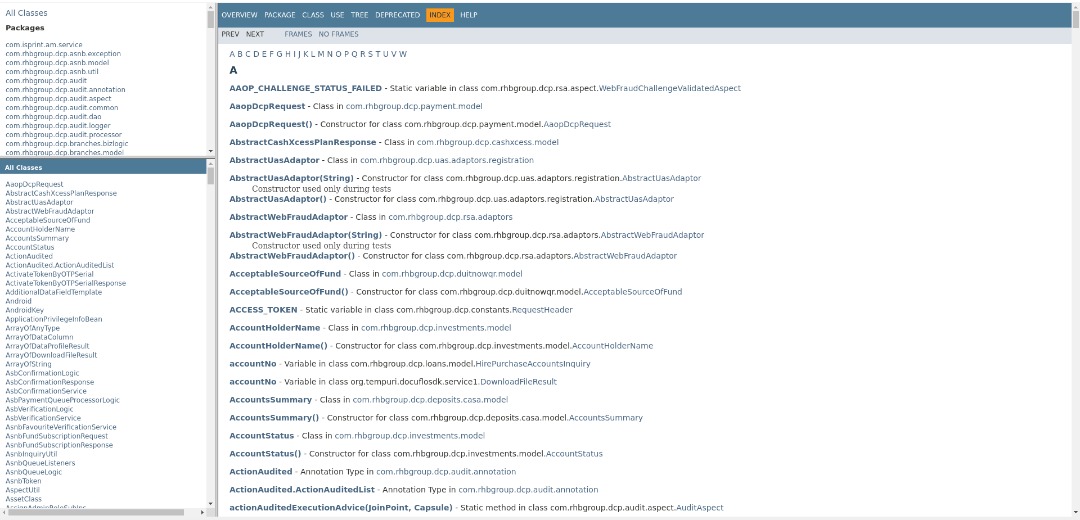 All Classes
Packages
com.isprint.am.service
com.rhbgroup.dcp.asnb.exception
com.rhbgroup.dcp.asnb.model
com.rhbgroup.dcp.asnb.util
com.rhbgroup.dcp.audit
com.rhbgroup.dcp.audit.annotation
com.rhbgroup.dcp.audit.aspect
com.rhbgroup.dcp.audit.common
com.rhbgroup.dcp.audit.dao
com.rhbgroup.dcp.audit.logger
com.rhbgroup.dcp.audit.processor
com.rhbgroup.dcp.branches.bizlogic
com.rhbgroup.dcp.branches.model
All Classes
AaopDcpRequest
AbstractCashXcessPlanResponse
AbstractUasAdaptor
AbstractWebFraudAdaptor
AcceptableSourceOfFund
AccountHolderName
AccountsSummary
AccountStatus
ActionAudited
ActionAudited.ActionAuditedList
ActivateTokenByOTPSerial
ActivateTokenByOTPSerialResponse
AdditionalDataFieldTemplate
Android
AndroidKey
ApplicationPrivilegeInfoBean
ArrayOfAnyType
ArrayOfDataColumn
ArrayOfDataProfileResult
ArrayOfDownloadFileResult
ArrayOfString
AsbConfirmationLogic
AsbConfirmationResponse
AsbConfirmationService
AsbPaymentQueueProcessorLogic
AsbVerificationLogic
AsbVerificationService
AsnbFavouriteVerificationService
AsnbFundSubscriptionRequest
AsnbFundSubscriptionResponse
AsnbInquiryUtil
AsnbQueueListeners
AsnbQueueLogic
AsnbToken
AspectUtil
AssetClass
OVERVIEW PACKAGE CLASS USE TREE DEPRECATED INDEX HELP
PREV NEXT FRAMES NO FRAMES
A B C D E F G H I J K L M N O P Q R S T U V W
A
AAOP_CHALLENGE_STATUS_FAILED - Static variable in class com.rhbgroup.dcp.rsa.aspect.WebFraudChallengeValidatedAspect
AaopDcpRequest - Class in com.rhbgroup.dcp.payment.model
AaopDcpRequest() - Constructor for class com.rhbgroup.dcp.payment.model.AaopDcpRequest
AbstractCashXcessPlanResponse - Class in com.rhbgroup.dcp.cashxcess.model
AbstractUasAdaptor - Class in com.rhbgroup.dcp.uas.adaptors.registration
AbstractUasAdaptor(String) - Constructor for class com.rhbgroup.dcp.uas.adaptors.registration.AbstractUasAdaptor
Constructor used only during tests
AbstractUasAdaptor() - Constructor for class com.rhbgroup.dcp.uas.adaptors.registration.AbstractUasAdaptor
AbstractWebFraudAdaptor - Class in com.rhbgroup.dcp.rsa.adaptors
AbstractWebFraudAdaptor(String) - Constructor for class com.rhbgroup.dcp.rsa.adaptors.AbstractWebFraudAdaptor
Constructor used only during tests
AbstractWebFraudAdaptor() - Constructor for class com.rhbgroup.dcp.rsa.adaptors.AbstractWebFraudAdaptor
AcceptableSourceOfFund - Class in com.rhbgroup.dcp.duitnowqr.model
AcceptableSourceOfFund() - Constructor for class com.rhbgroup.dcp.duitnowqr.model.AcceptableSourceOfFund
ACCESS_TOKEN - Static variable in class com.rhbgroup.dcp.constants.RequestHeader
AccountHolderName - Class in com.rhbgroup.dcp.investments.model
AccountHolderName() - Constructor for class com.rhbgroup.dcp.investments.model.AccountHolderName
accountNo - Variable in class com.rhbgroup.dcp.loans.model.HirePurchaseAccountsInquiry
accountNo - Variable in class org.tempuri.docuflosdk.service1.DownloadFileResult
AccountsSummary - Class in com.rhbgroup.dcp.deposits.casa.model
AccountsSummary() - Constructor for class com.rhbgroup.dcp.deposits.casa.model.AccountsSummary
AccountStatus - Class in com.rhbgroup.dcp.investments.model
AccountStatus() - Constructor for class com.rhbgroup.dcp.investments.model.AccountStatus
ActionAudited - Annotation Type in com.rhbgroup.dcp.audit.annotation
ActionAudited.ActionAuditedList - Annotation Type in com.rhbgroup.dcp.audit.annotation
actionAuditedExecutionAdvice(JoinPoint, Capsule) - Static method in class com.rhbgroup.dcp.audit.aspect.AuditAspect